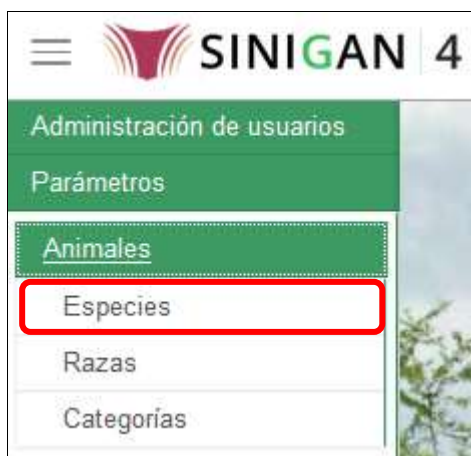 SINIGAN 4
Administración de usuarios
Parámetros
Animales
Especies
Razas
Categorías